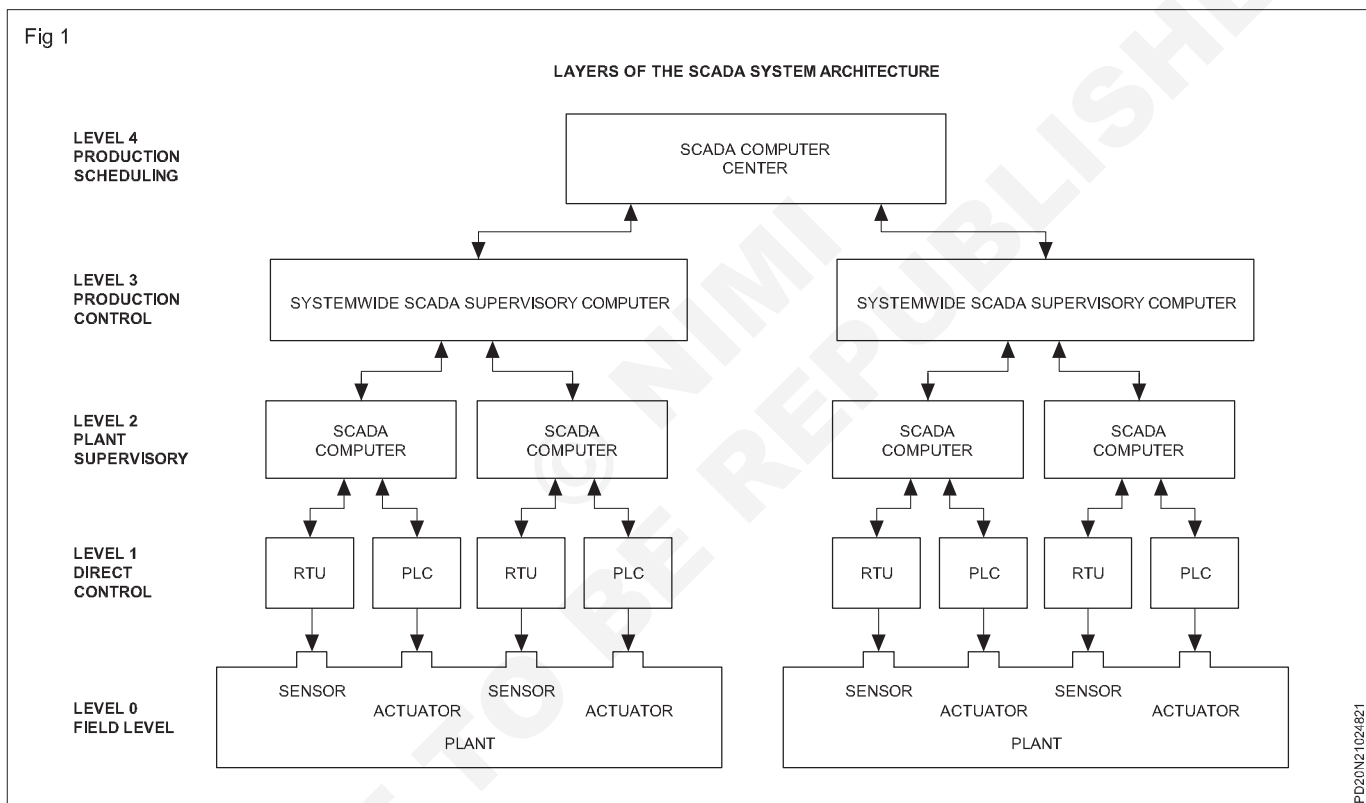 Fig 1
LAYERS OF THE SCADA SYSTEM ARCHITECTURE
LEVEL 4
PRODUCTION
SCHEDULING
SCADA COMPUTER
CENTER
LEVEL 3
PRODUCTION
CONTROL
SYSTEMWIDE SCADA SUPERVISORY COMPUTER
SYSTEMWIDE SCADA SUPERVISORY COMPUTER
LEVEL 2
PLANT
SUPERVISORY
SCADA
COMPUTER
SCADA
COMPUTER
SCADA
COMPUTER
SCADA
COMPUTER
LEVEL 1
DIRECT
CONTROL
RTU
PLC
RTU
PLC
RTU
PLC
RTU
PLC
LEVEL 0
FIELD LEVEL
SENSOR
ACTUATOR
SENSOR
ACTUATOR
PLANT
SENSOR
ACTUATOR
SENSOR
ACTUATOR
PLANT
PD20N21024821
© NIMI
TO BE REPUBLISHE